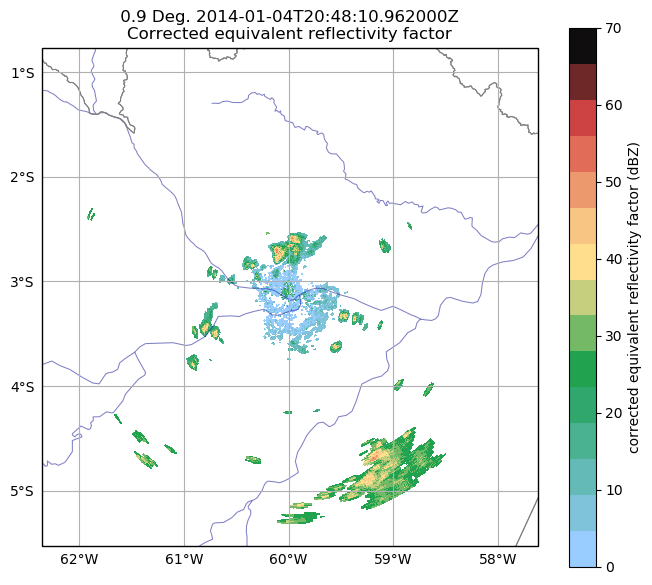 0.9 Deg. 2014-01-04T20:48:10.962000Z
Corrected equivalent reflectivity factor
1°S
2°S
3°S
4°S
5°S
62°W
61°W
60°W
59°W
58°W
70
60
50
40
30
20
10
0
corrected equivalent reflectivity factor (dBZ)